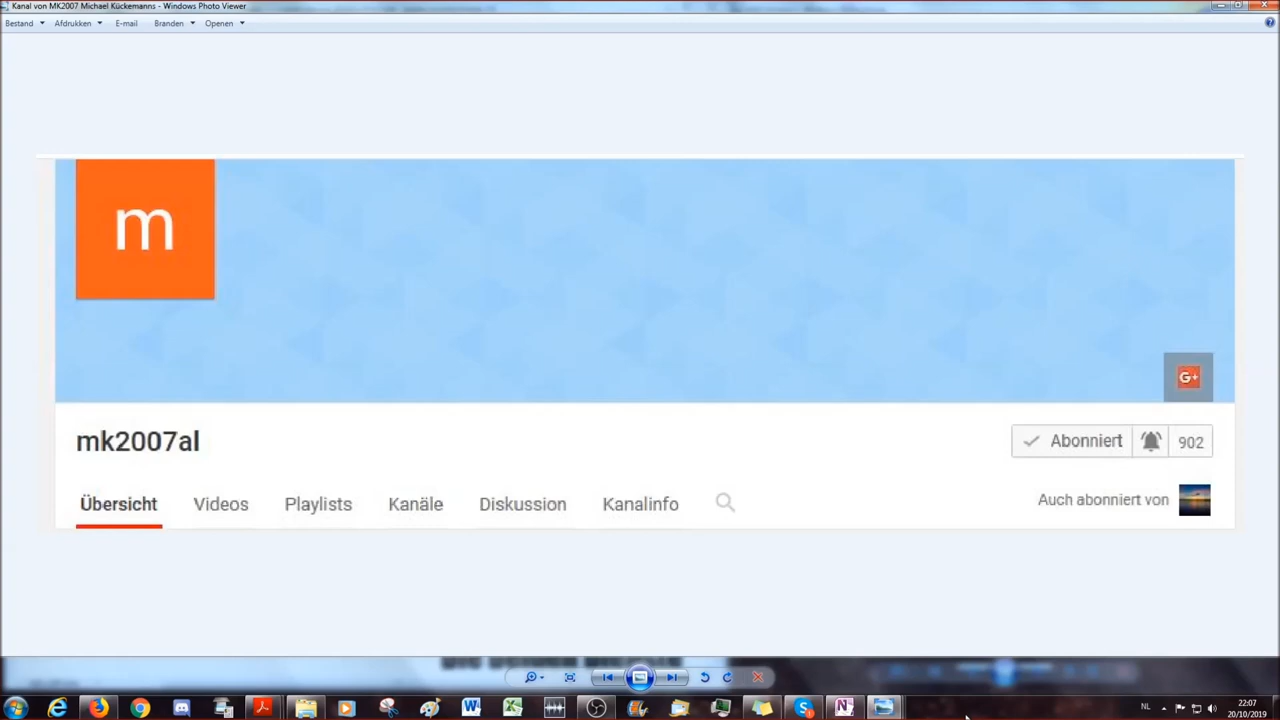 Kanal von MK2007 Michael Kückemanns - Windows Photo Viewer
Bestand Afdrukken E-mail Branden Openen
m
G+
mk2007al
Abonniert 902
Übersicht Videos Playlists Kanäle Diskussion Kanalinfo
Auch abonniert von
NL
22:07
20/10/2019